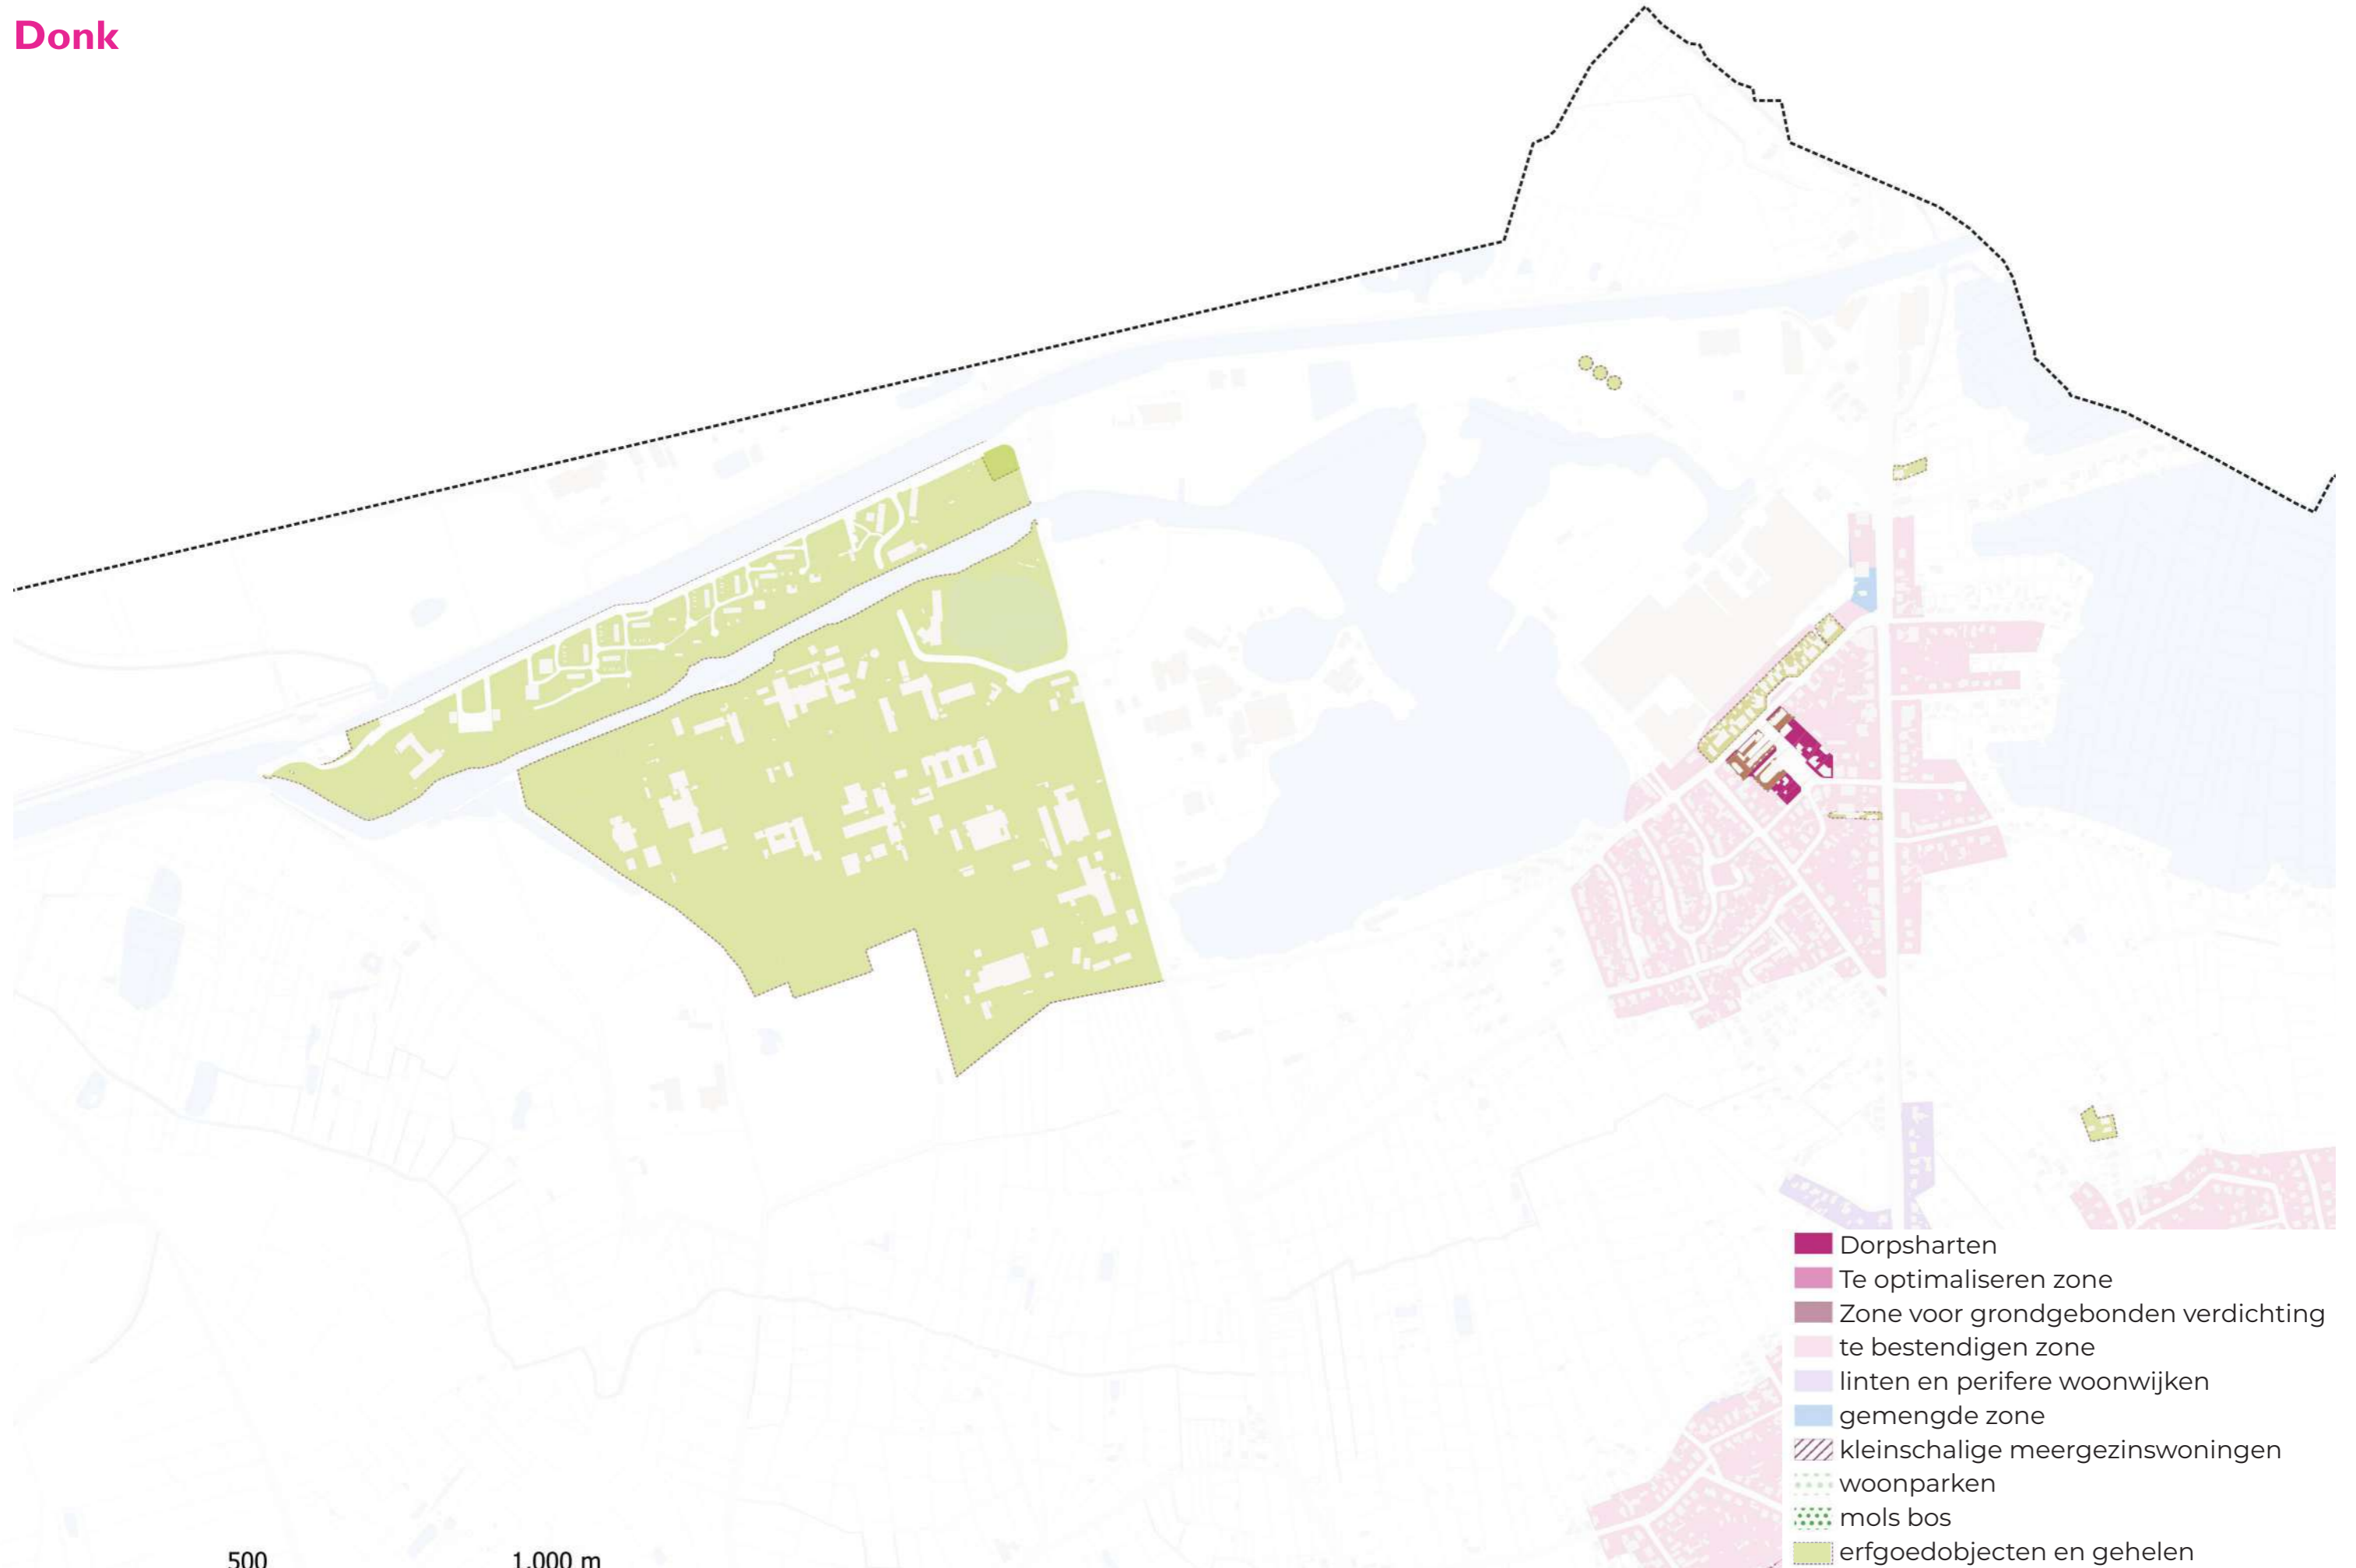 Donk
Dorpsharten
Te optimaliseren zone
Zone voor grondgebonden verdichting
te bestendigen zone
linten en perifere woonwijken
gemengde zone
kleinschalige meergezinswoningen
woonparken
mols bos
erfgoedobjecten en gehelen
500 1.000 m